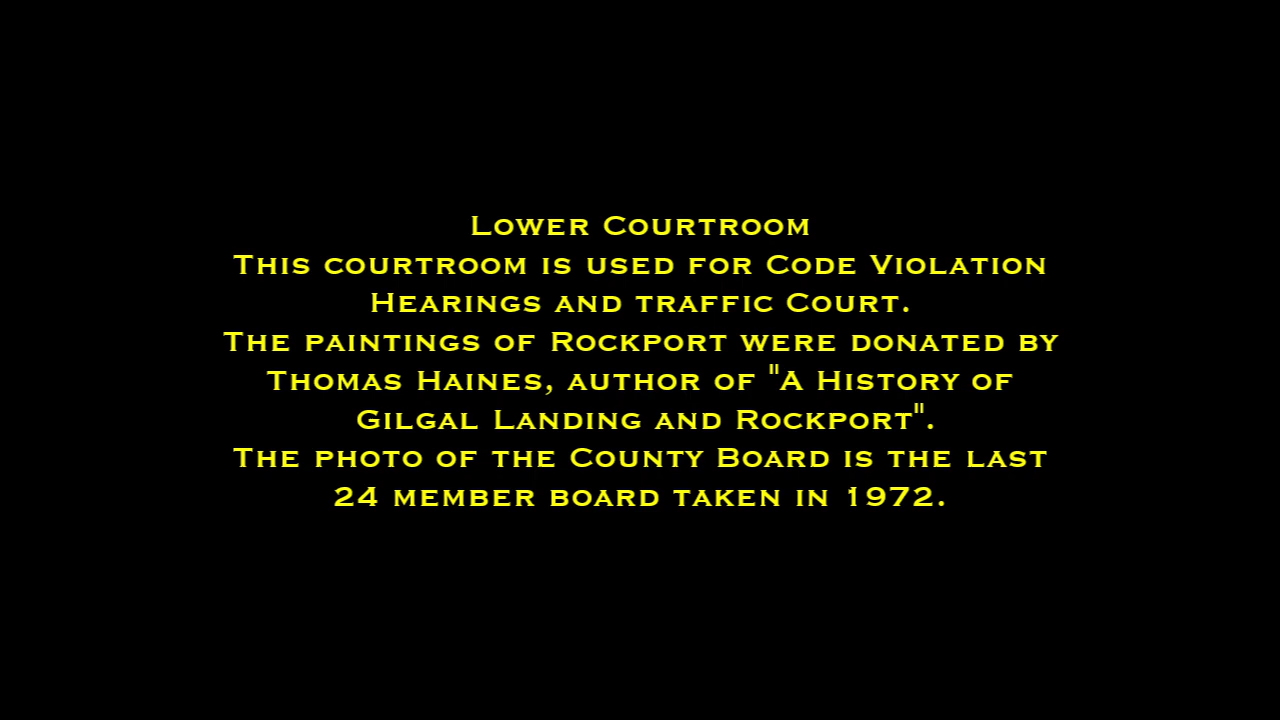 Lower Courtroom
This courtroom is used for Code Violation
Hearings and traffic Court.
The paintings of Rockport were donated by
Thomas Haines, author of "A History of
Gilgal Landing and Rockport".
The photo of the County Board is the last
24 member board taken in 1972.